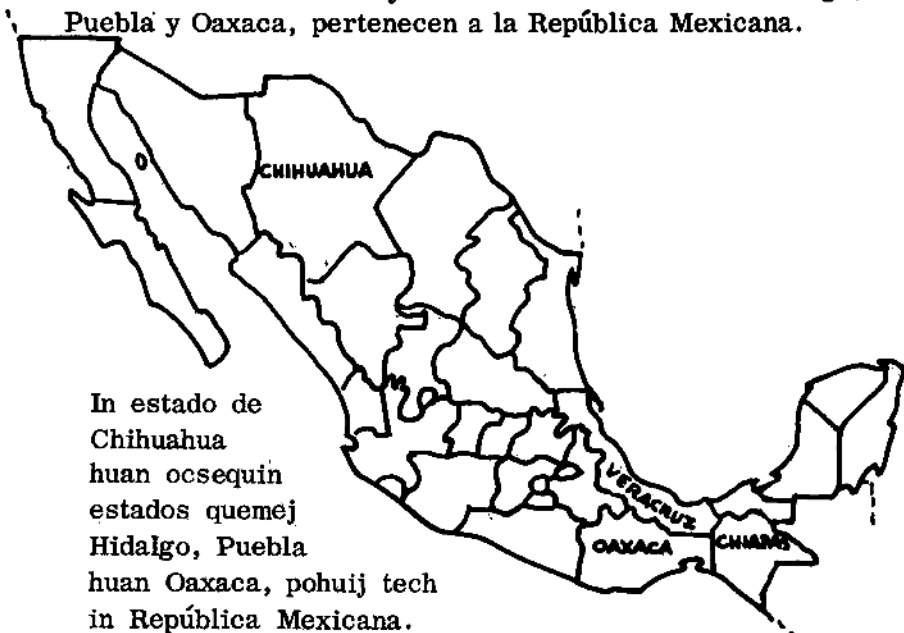 Puebla y Oaxaca, pertenecen a la República Mexicana.
CHIHUAHUA
In estado de
Chihuahua
huan ocsequin
estados quemej
Hidalgo, Puebla
huan Oaxaca, pohuij tech
in República Mexicana.
VERACRUZ
OAXACA
CHIAPAS